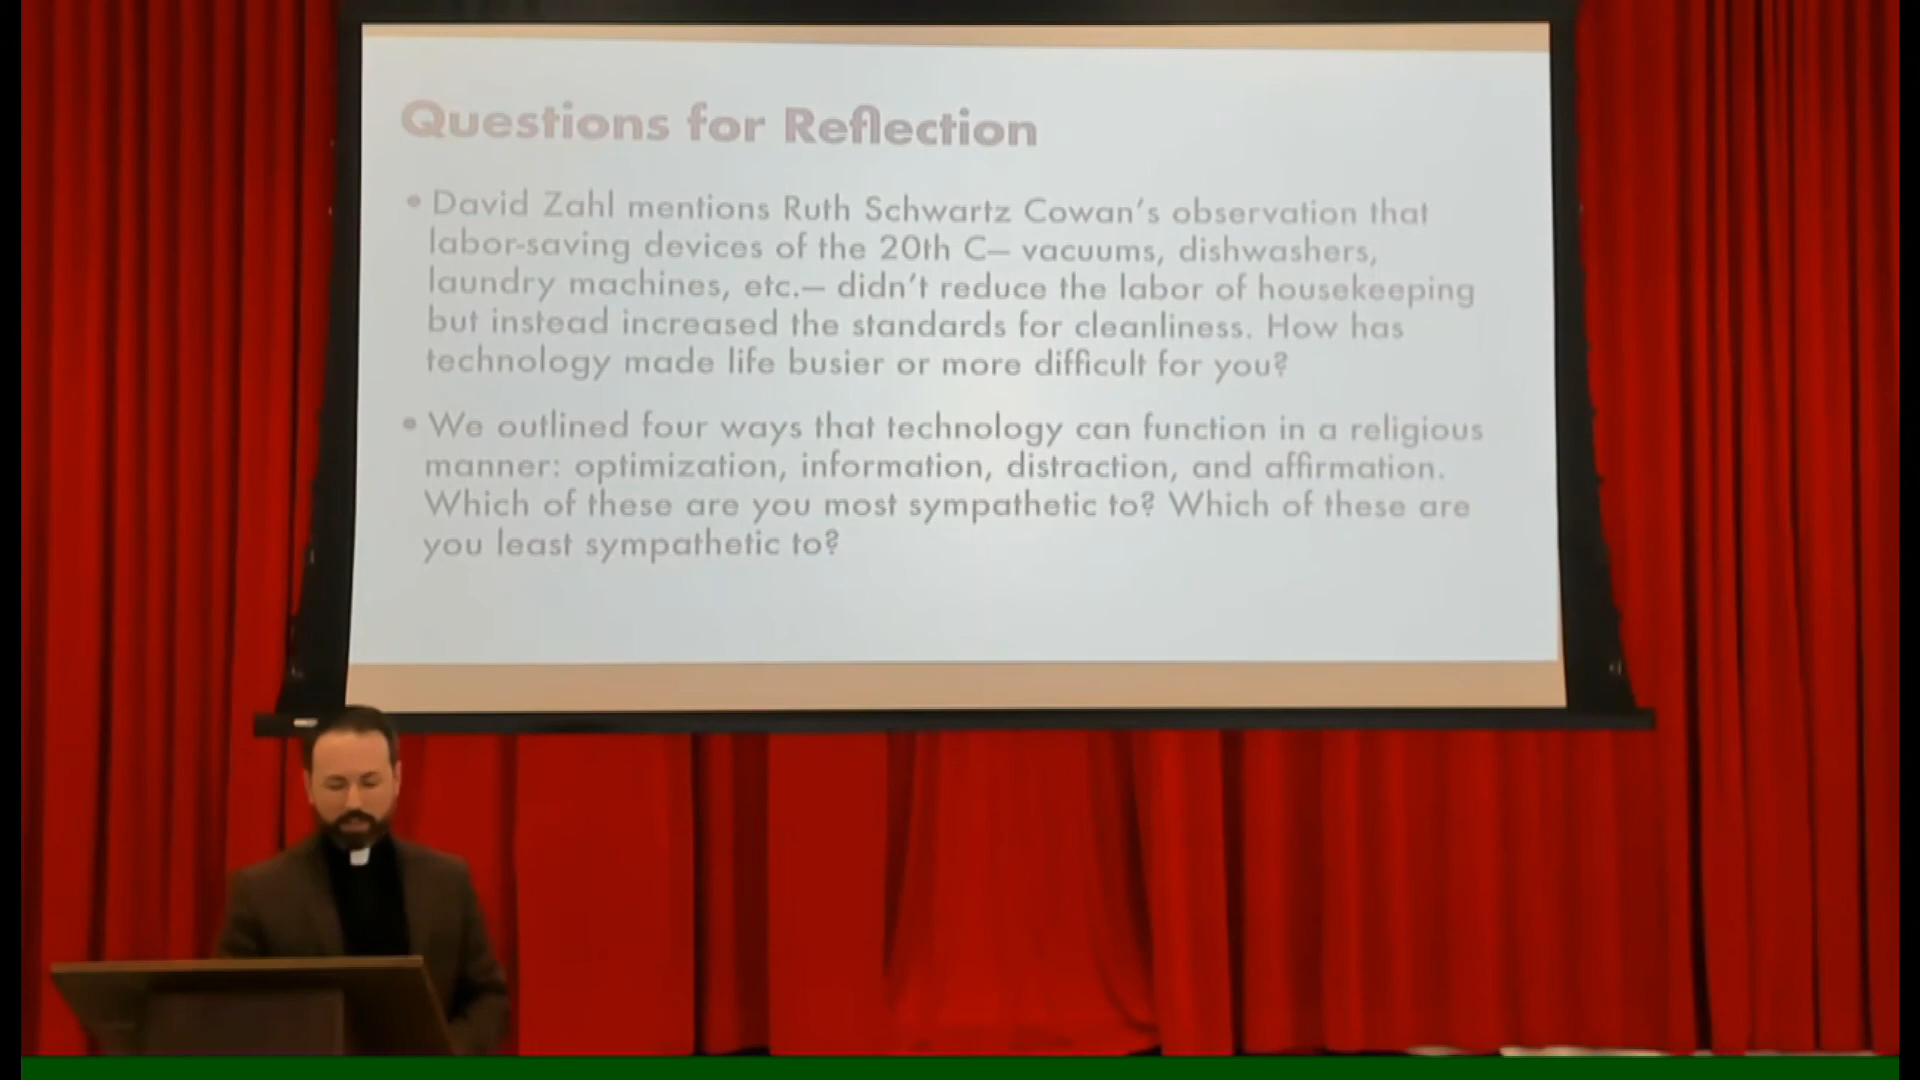 Questions for Reflection
• David Zahl mentions Ruth Schwartz Cowan's observation that
labor-saving devices of the 20th C— vacuums, dishwashers,
laundry machines, etc.— didn't reduce the labor of housekeeping
but instead increased the standards for cleanliness. How has
technology made life busier or more difficult for you?
• We outlined four ways that technology can function in a religious
manner: optimization, information, distraction, and affirmation.
Which of these are you most sympathetic to? Which of these are
you least sympathetic to?